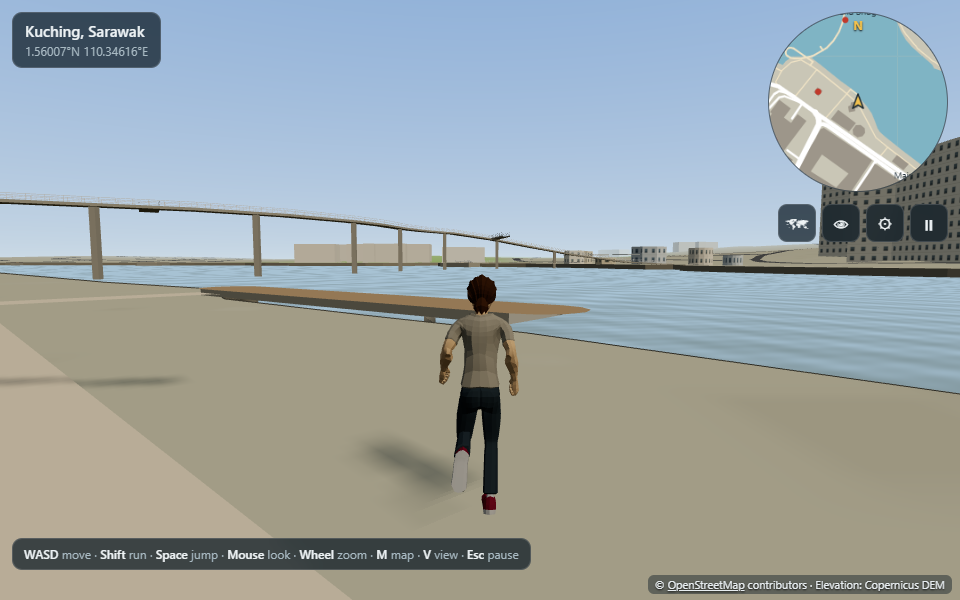 Kuching, Sarawak
1.56007°N 110.34616°E
N
WASD move · Shift run · Space jump · Mouse look · Wheel zoom · M map · V view · Esc pause
© OpenStreetMap contributors · Elevation: Copernicus DEM